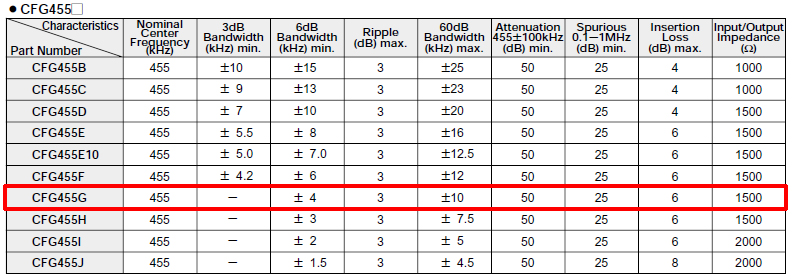 ● CFG455□
Characteristics Part Number | Nominal Center Frequency (kHz) | 3dB Bandwidth (kHz) min. | 6dB Bandwidth (kHz) min. | Ripple (dB) max. | 60dB Bandwidth (kHz) max. | Attenuation 455±100kHz (dB) min. | Spurious 0.1—1MHz (dB) min. | Insertion Loss (dB) max. | Input/Output Impedance (Ω)
CFG455B 455 ±10 ±15 3 ±25 50 25 4 1000
CFG455C 455 ± 9 ±13 3 ±23 50 25 4 1000
CFG455D 455 ± 7 ±10 3 ±20 50 25 4 1500
CFG455E 455 ± 5.5 ± 8 3 ±16 50 25 6 1500
CFG455E10 455 ± 5.0 ± 7.0 3 ±12.5 50 25 6 1500
CFG455F 455 ± 4.2 ± 6 3 ±12 50 25 6 1500
CFG455G 455 — ± 4 3 ±10 50 25 6 1500
CFG455H 455 — ± 3 3 ± 7.5 50 25 6 1500
CFG455I 455 — ± 2 3 ± 5 50 25 6 2000
CFG455J 455 — ± 1.5 3 ± 4.5 50 25 8 2000